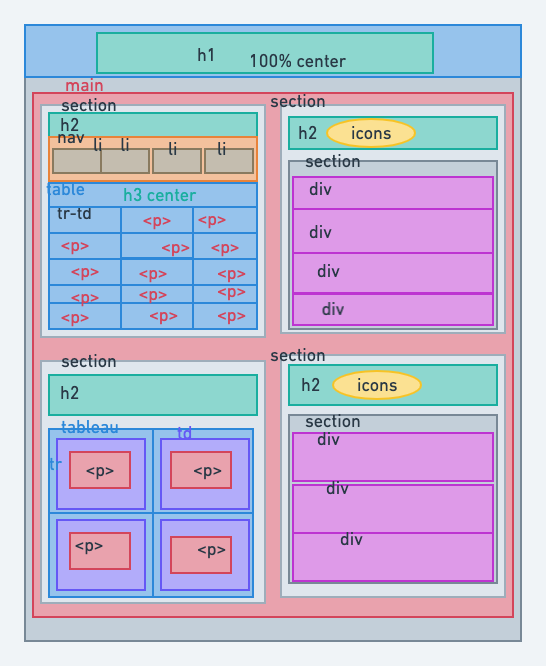 h1 100% center
main
section
h2
nav
li li li li
table
h3 center
tr-td <p> <p>
<p> <p> <p>
<p> <p> <p>
<p> <p> <p>
<p> <p> <p>
section
h2 icons
section
div
div
div
div
section
h2
tableau
td
tr
<p> <p>
<p> <p>
section
h2 icons
section
div
div
div